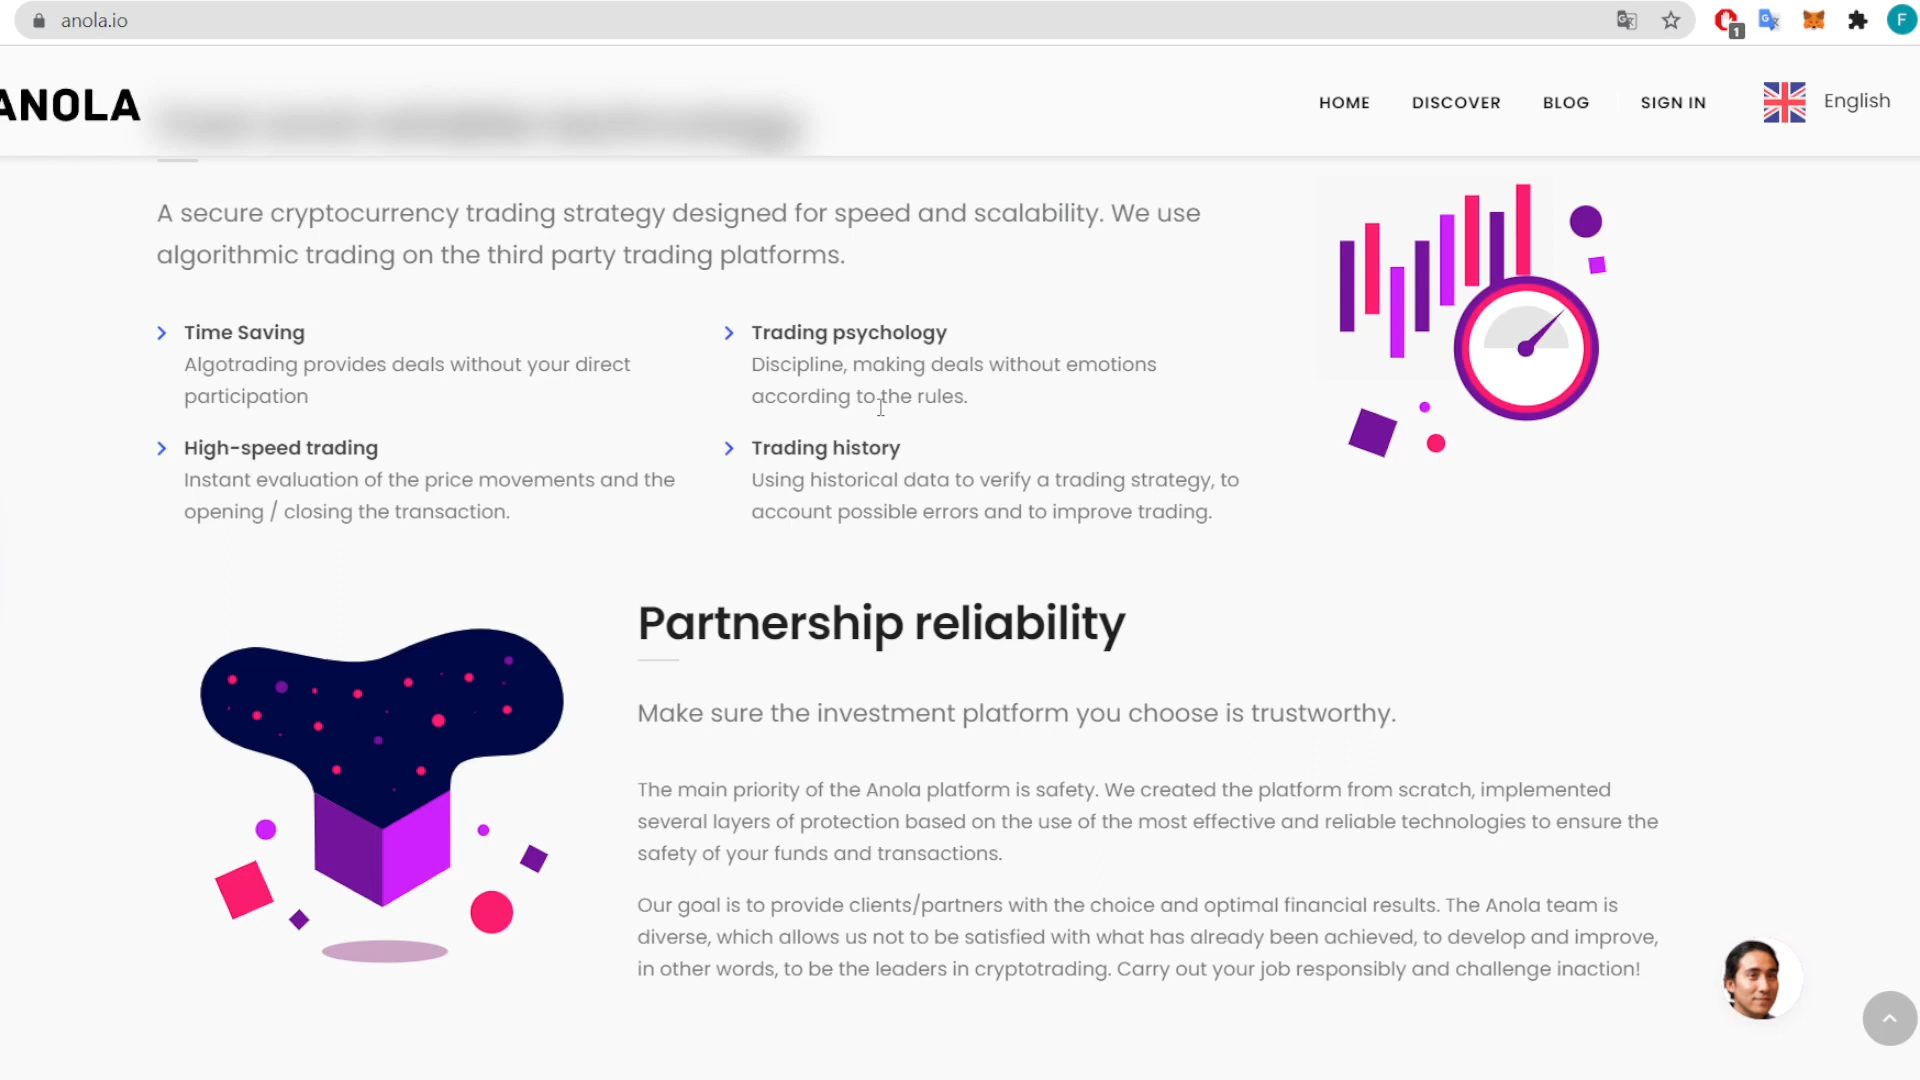 anola.io
1
F
ANOLA
HOME
DISCOVER
BLOG
SIGN IN
English
A secure cryptocurrency trading strategy designed for speed and scalability. We use
algorithmic trading on the third party trading platforms.
Time Saving
Algotrading provides deals without your direct
participation
Trading psychology
Discipline, making deals without emotions
according to the rules.
High-speed trading
Instant evaluation of the price movements and the
opening / closing the transaction.
Trading history
Using historical data to verify a trading strategy, to
account possible errors and to improve trading.
Partnership reliability
Make sure the investment platform you choose is trustworthy.
The main priority of the Anola platform is safety. We created the platform from scratch, implemented
several layers of protection based on the use of the most effective and reliable technologies to ensure the
safety of your funds and transactions.
Our goal is to provide clients/partners with the choice and optimal financial results. The Anola team is
diverse, which allows us not to be satisfied with what has already been achieved, to develop and improve,
in other words, to be the leaders in cryptotrading. Carry out your job responsibly and challenge inaction!